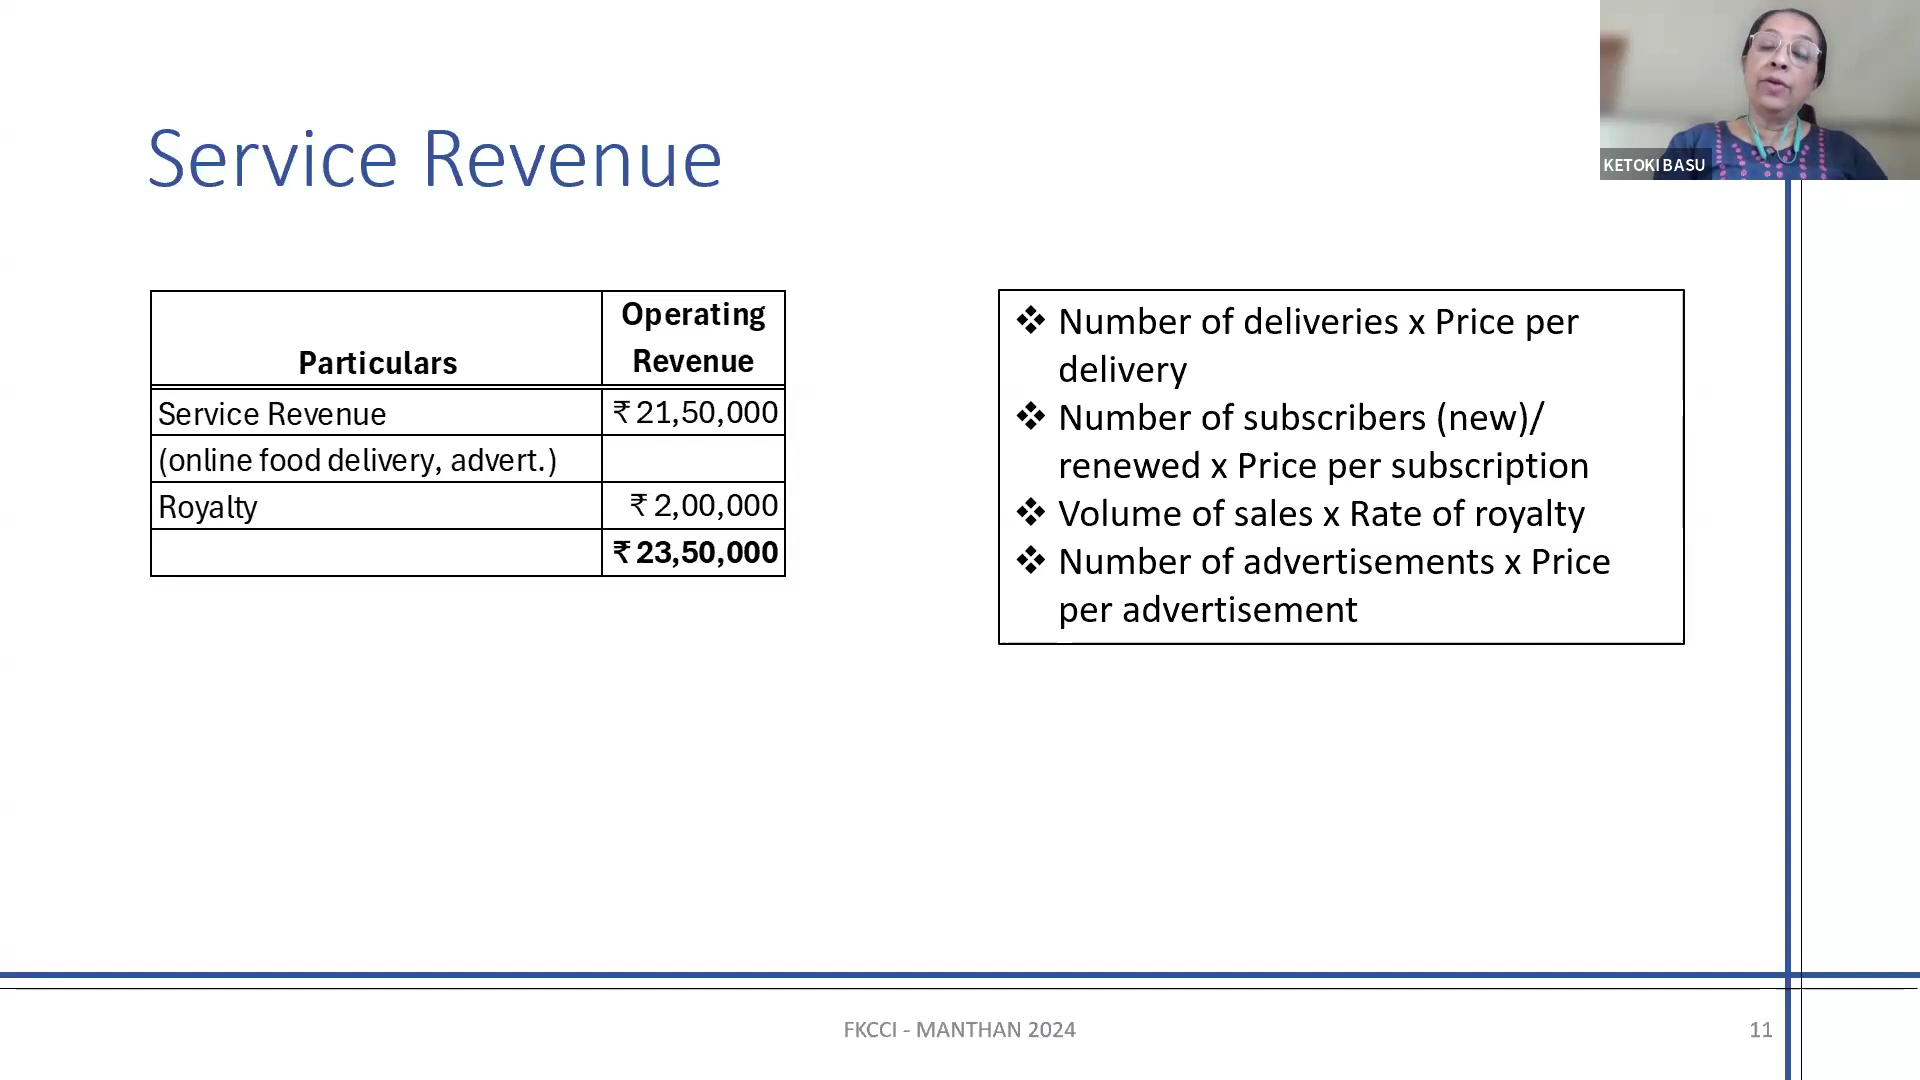 Service Revenue
KETOKI BASU
Particulars
Operating
Revenue
Service Revenue ₹ 21,50,000
(online food delivery, advert.)
Royalty ₹ 2,00,000
₹ 23,50,000
❖ Number of deliveries x Price per
delivery
❖ Number of subscribers (new)/
renewed x Price per subscription
❖ Volume of sales x Rate of royalty
❖ Number of advertisements x Price
per advertisement
FKCCI - MANTHAN 2024
11